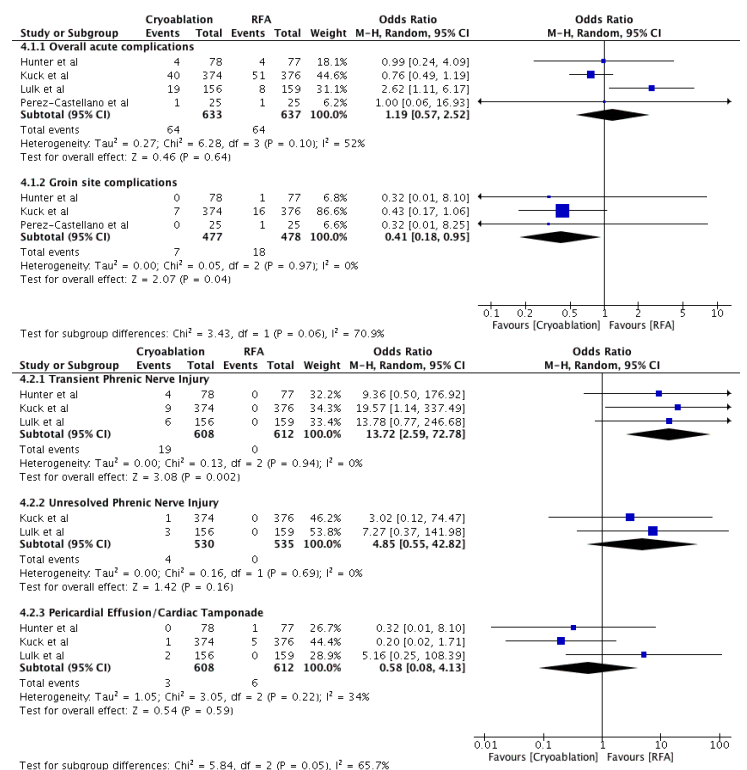 Cryoablation RFA Odds Ratio Odds Ratio
Study or Subgroup Events Total Events Total Weight M-H, Random, 95% CI M-H, Random, 95% CI
4.1.1 Overall acute complications
Hunter et al 4 78 4 77 18.1% 0.99 [0.24, 4.09]
Kuck et al 40 374 51 376 44.6% 0.76 [0.49, 1.19]
Lulk et al 19 156 8 159 31.1% 2.62 [1.11, 6.17]
Perez-Castellano et al 1 25 1 25 6.2% 1.00 [0.06, 16.93]
Subtotal (95% CI) 633 637 100.0% 1.19 [0.57, 2.52]
Total events 64 64
Heterogeneity: Tau² = 0.27; Chi² = 6.28, df = 3 (P = 0.10); I² = 52%
Test for overall effect: Z = 0.46 (P = 0.64)
4.1.2 Groin site complications
Hunter et al 0 78 1 77 6.8% 0.32 [0.01, 8.10]
Kuck et al 7 374 16 376 86.6% 0.43 [0.17, 1.06]
Perez-Castellano et al 0 25 1 25 6.6% 0.32 [0.01, 8.25]
Subtotal (95% CI) 477 478 100.0% 0.41 [0.18, 0.95]
Total events 7 18
Heterogeneity: Tau² = 0.00; Chi² = 0.05, df = 2 (P = 0.97); I² = 0%
Test for overall effect: Z = 2.07 (P = 0.04)
0.1 0.2 0.5 1 2 5 10
Favours [Cryoablation] Favours [RFA]
Test for subgroup differences: Chi² = 3.43, df = 1 (P = 0.06), I² = 70.9%
Cryoablation RFA Odds Ratio Odds Ratio
Study or Subgroup Events Total Events Total Weight M-H, Random, 95% CI M-H, Random, 95% CI
4.2.1 Transient Phrenic Nerve Injury
Hunter et al 4 78 0 77 32.2% 9.36 [0.50, 176.92]
Kuck et al 9 374 0 376 34.3% 19.57 [1.14, 337.49]
Lulk et al 6 156 0 159 33.4% 13.78 [0.77, 246.68]
Subtotal (95% CI) 608 612 100.0% 13.72 [2.59, 72.78]
Total events 19 0
Heterogeneity: Tau² = 0.00; Chi² = 0.13, df = 2 (P = 0.94); I² = 0%
Test for overall effect: Z = 3.08 (P = 0.002)
4.2.2 Unresolved Phrenic Nerve Injury
Kuck et al 1 374 0 376 46.2% 3.02 [0.12, 74.47]
Lulk et al 3 156 0 159 53.8% 7.27 [0.37, 141.98]
Subtotal (95% CI) 530 535 100.0% 4.85 [0.55, 42.82]
Total events 4 0
Heterogeneity: Tau² = 0.00; Chi² = 0.16, df = 1 (P = 0.69); I² = 0%
Test for overall effect: Z = 1.42 (P = 0.16)
4.2.3 Pericardial Effusion/Cardiac Tamponade
Hunter et al 0 78 1 77 26.7% 0.32 [0.01, 8.10]
Kuck et al 1 374 5 376 44.4% 0.20 [0.02, 1.71]
Lulk et al 2 156 0 159 28.9% 5.16 [0.25, 108.39]
Subtotal (95% CI) 608 612 100.0% 0.58 [0.08, 4.13]
Total events 3 6
Heterogeneity: Tau² = 1.05; Chi² = 3.05, df = 2 (P = 0.22); I² = 34%
Test for overall effect: Z = 0.54 (P = 0.59)
0.01 0.1 1 10 100
Favours [Cryoablation] Favours [RFA]
Test for subgroup differences: Chi² = 5.84, df = 2 (P = 0.05), I² = 65.7%